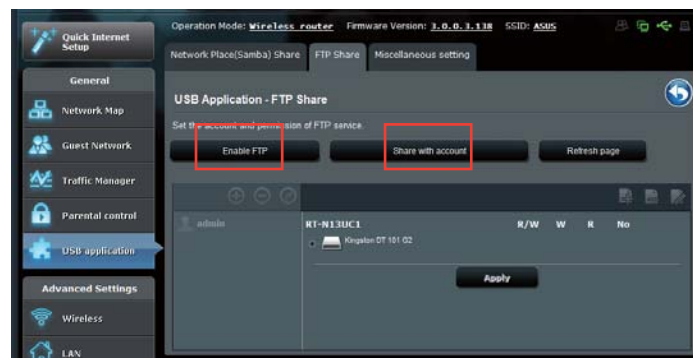 Quick Internet
Setup
Operation Mode: Wireless router Firmware Version: 3.0.0.3.138 SSID: ASUS
Network Place(Samba) Share FTP Share Miscellaneous setting
General
Network Map
Guest Network
Traffic Manager
Parental control
USB application
Advanced Settings
Wireless
LAN
USB Application - FTP Share
Set the account and permission of FTP service.
Enable FTP Share with account Refresh page
admin
RT-N13UC1 R/W W R No
Kingston DT 101 G2
Apply